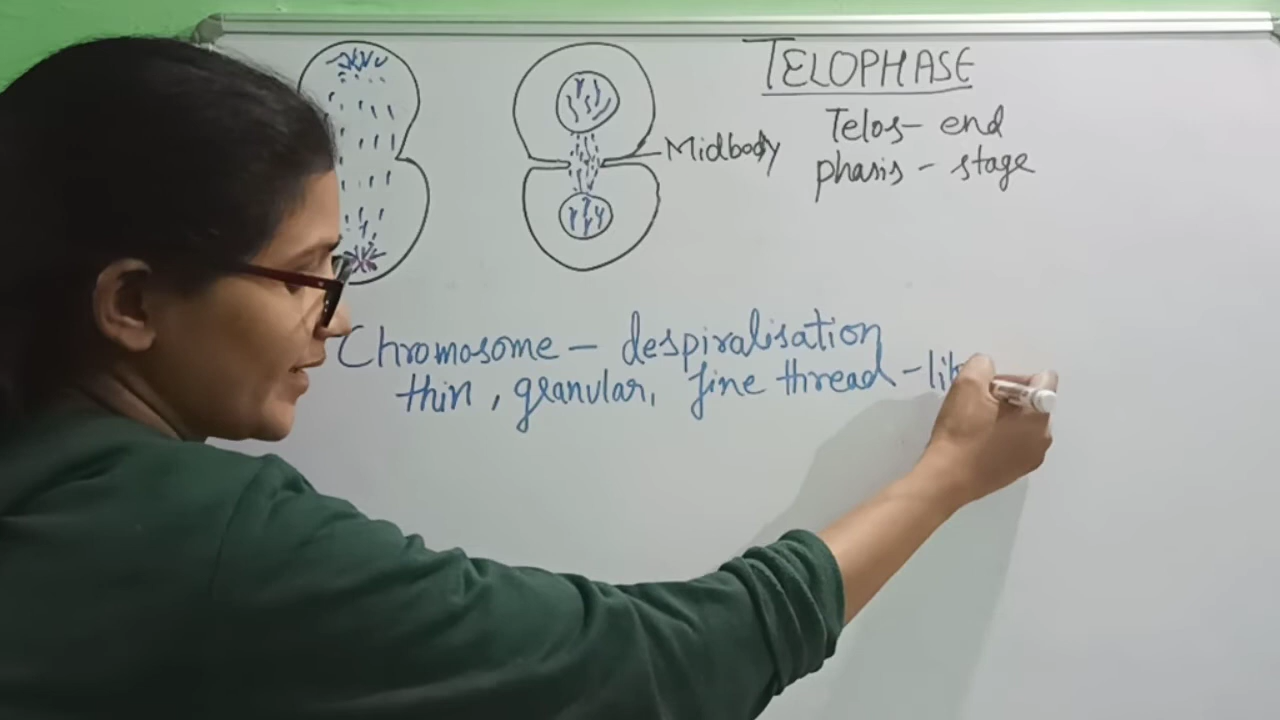 TELOPHASE
Telos- end
phasis - stage
Midbody
Chromosome - despiralisation
thin, granular, fine thread -